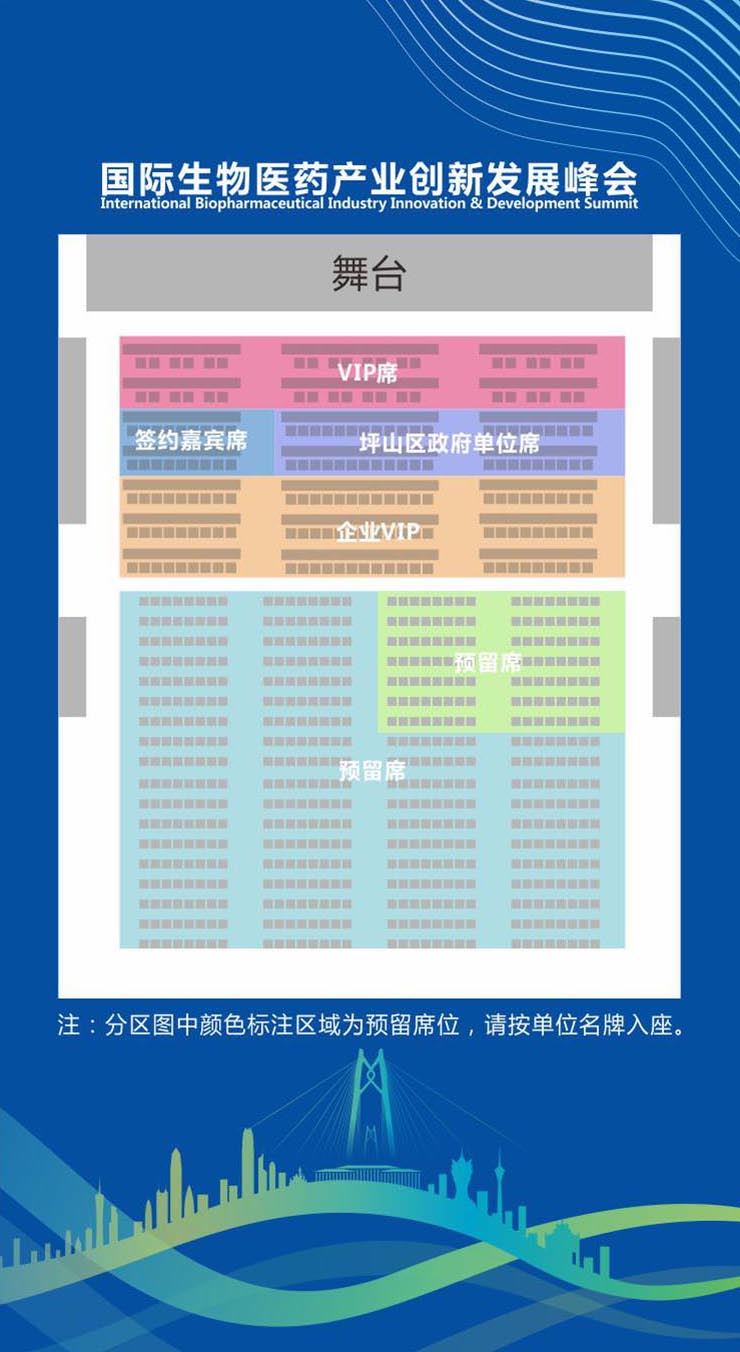 国际生物医药产业创新发展峰会
International Biopharmaceutical Industry Innovation & Development Summit
舞台
VIP席
签约嘉宾席
坪山区政府单位席
企业VIP
预留席
预留席
注：分区图中颜色标注区域为预留席位，请按单位名牌入座。